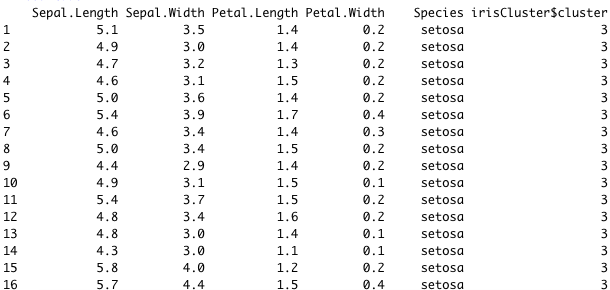 Sepal.Length Sepal.Width Petal.Length Petal.Width Species irisCluster$cluster
1 5.1 3.5 1.4 0.2 setosa 3
2 4.9 3.0 1.4 0.2 setosa 3
3 4.7 3.2 1.3 0.2 setosa 3
4 4.6 3.1 1.5 0.2 setosa 3
5 5.0 3.6 1.4 0.2 setosa 3
6 5.4 3.9 1.7 0.4 setosa 3
7 4.6 3.4 1.4 0.3 setosa 3
8 5.0 3.4 1.5 0.2 setosa 3
9 4.4 2.9 1.4 0.2 setosa 3
10 4.9 3.1 1.5 0.1 setosa 3
11 5.4 3.7 1.5 0.2 setosa 3
12 4.8 3.4 1.6 0.2 setosa 3
13 4.8 3.0 1.4 0.1 setosa 3
14 4.3 3.0 1.1 0.1 setosa 3
15 5.8 4.0 1.2 0.2 setosa 3
16 5.7 4.4 1.5 0.4 setosa 3